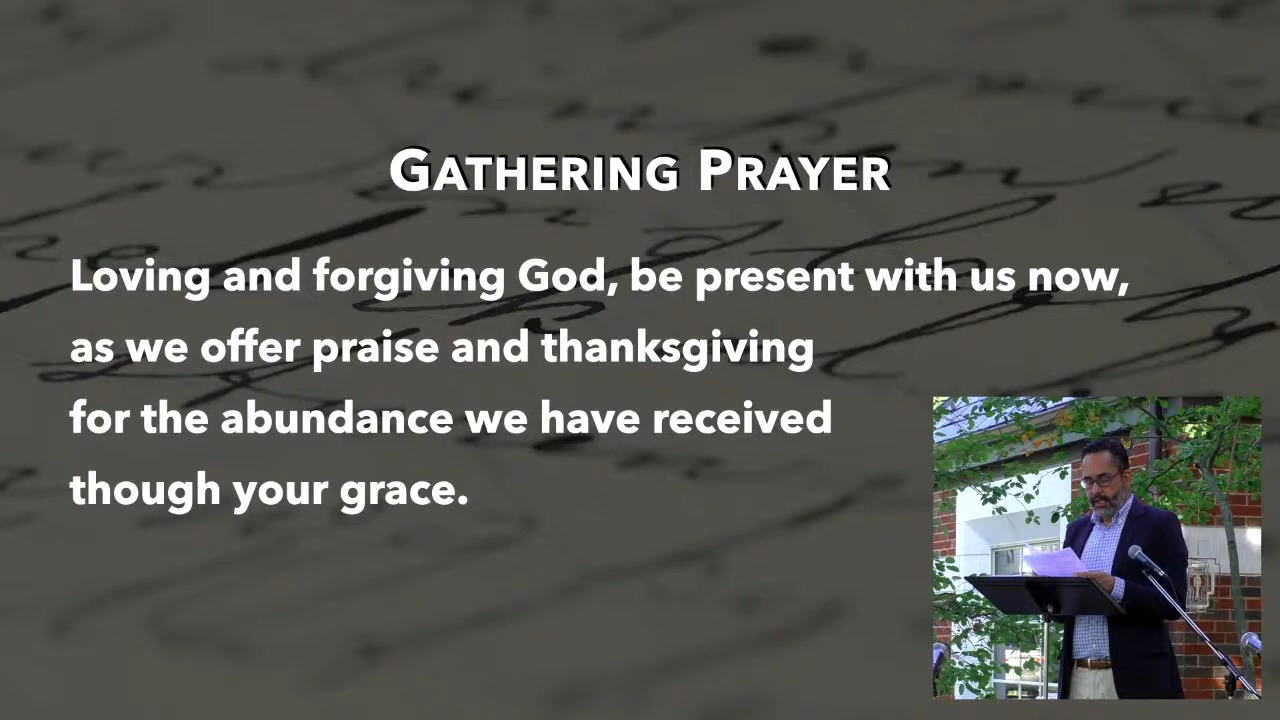 GATHERING PRAYER
Loving and forgiving God, be present with us now,
as we offer praise and thanksgiving
for the abundance we have received
though your grace.